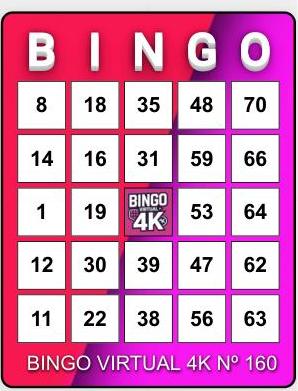 B I N G O
8 18 35 48 70
14 16 31 59 66
1 19 BINGO VIRTUAL 4K 53 64
12 30 39 47 62
11 22 38 56 63
BINGO VIRTUAL 4K Nº 160